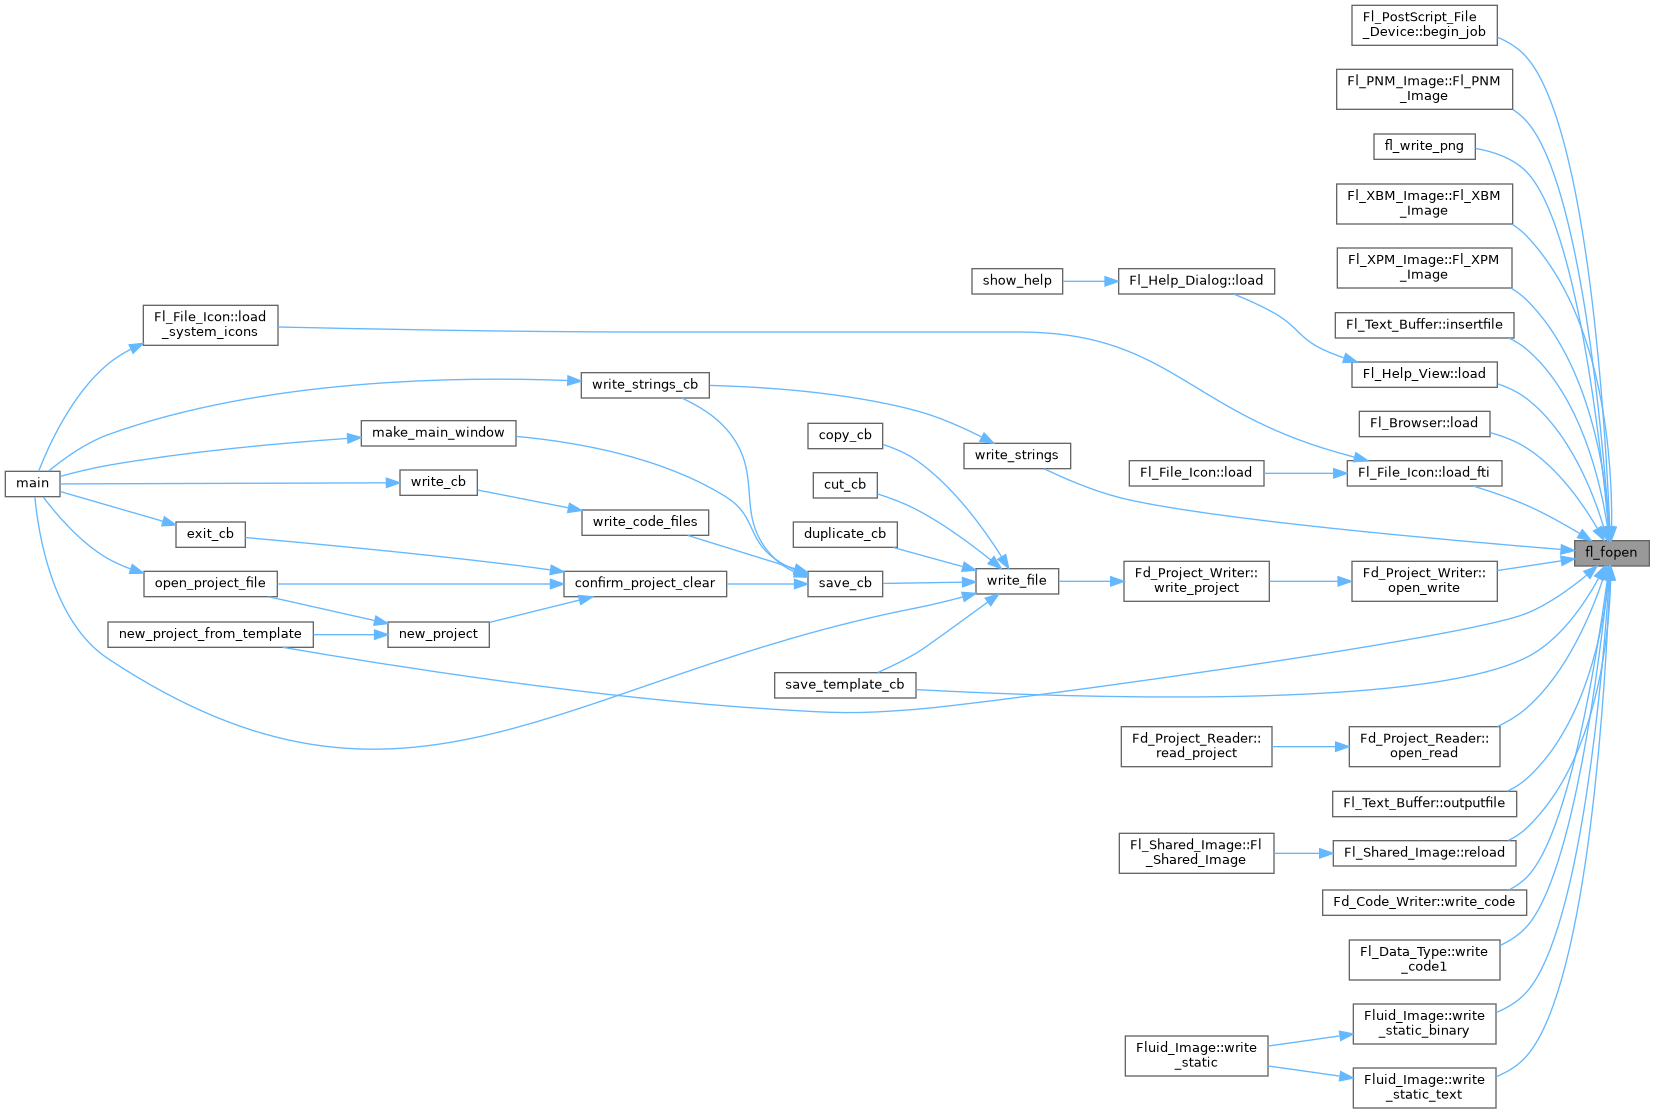 Fl_PostScript_File
_Device::begin_job
Fl_PNM_Image::Fl_PNM
_Image
fl_write_png
Fl_XBM_Image::Fl_XBM
_Image
Fl_XPM_Image::Fl_XPM
_Image
show_help
Fl_Help_Dialog::load
Fl_File_Icon::load
_system_icons
Fl_Text_Buffer::insertfile
Fl_Help_View::load
write_strings_cb
Fl_Browser::load
make_main_window
copy_cb
write_strings
Fl_File_Icon::load
Fl_File_Icon::load_fti
main
write_cb
cut_cb
write_code_files
exit_cb
duplicate_cb
fl_fopen
open_project_file
confirm_project_clear
save_cb
write_file
Fd_Project_Writer::
write_project
Fd_Project_Writer::
open_write
new_project_from_template
new_project
save_template_cb
Fd_Project_Reader::
read_project
Fd_Project_Reader::
open_read
Fl_Text_Buffer::outputfile
Fl_Shared_Image::Fl
_Shared_Image
Fl_Shared_Image::reload
Fd_Code_Writer::write_code
Fl_Data_Type::write
_code1
Fluid_Image::write
_static_binary
Fluid_Image::write
_static
Fluid_Image::write
_static_text